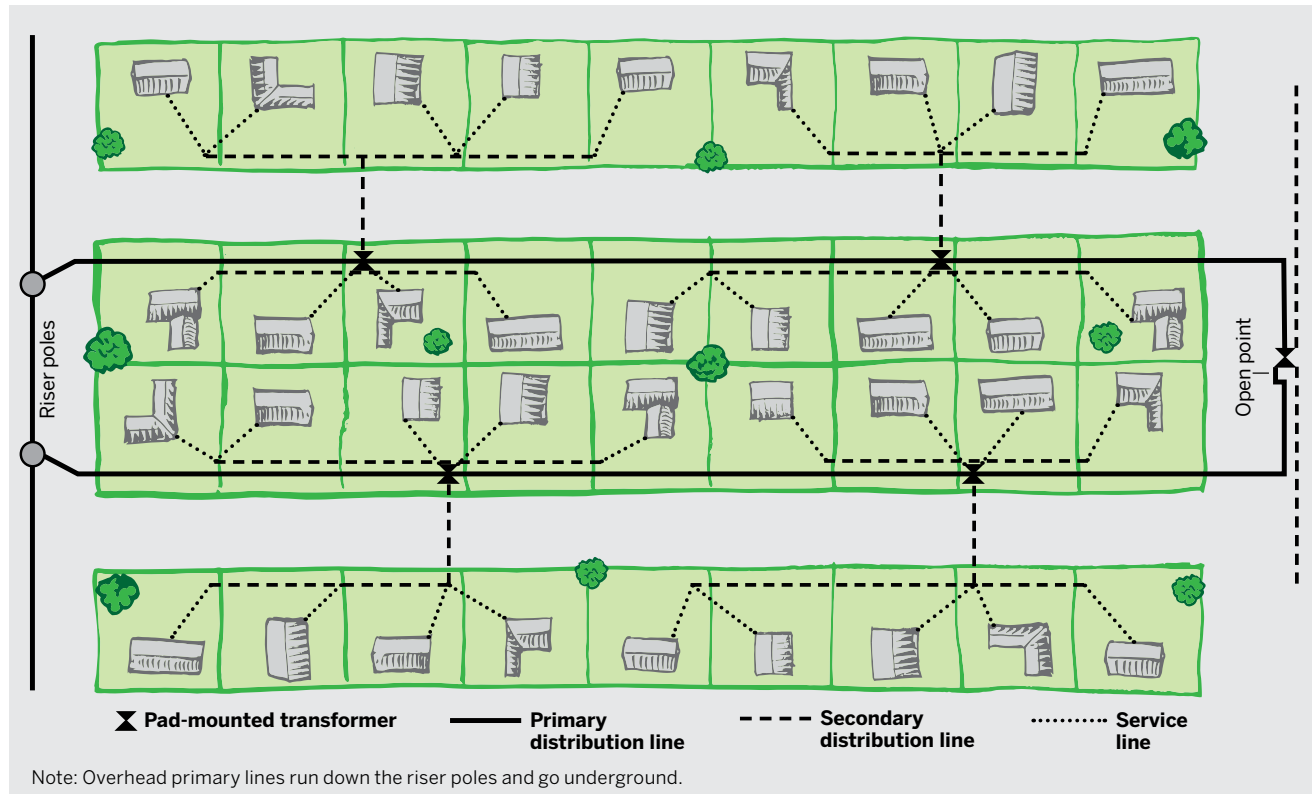 Riser poles
Open point
Pad-mounted transformer
Primary
distribution line
Secondary
distribution line
Service
line
Note: Overhead primary lines run down the riser poles and go underground.